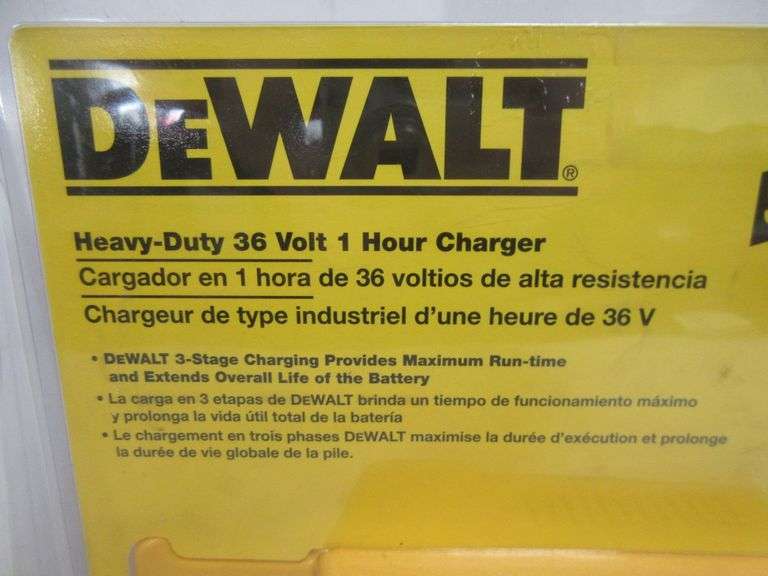 DEWALT®
Heavy-Duty 36 Volt 1 Hour Charger
Cargador en 1 hora de 36 voltios de alta resistencia
Chargeur de type industriel d'une heure de 36 V
• DEWALT 3-Stage Charging Provides Maximum Run-time
and Extends Overall Life of the Battery
• La carga en 3 etapas de DEWALT brinda un tiempo de funcionamiento máximo
y prolonga la vida útil total de la batería
• Le chargement en trois phases DEWALT maximise la durée d'exécution et prolonge
la durée de vie globale de la pile.